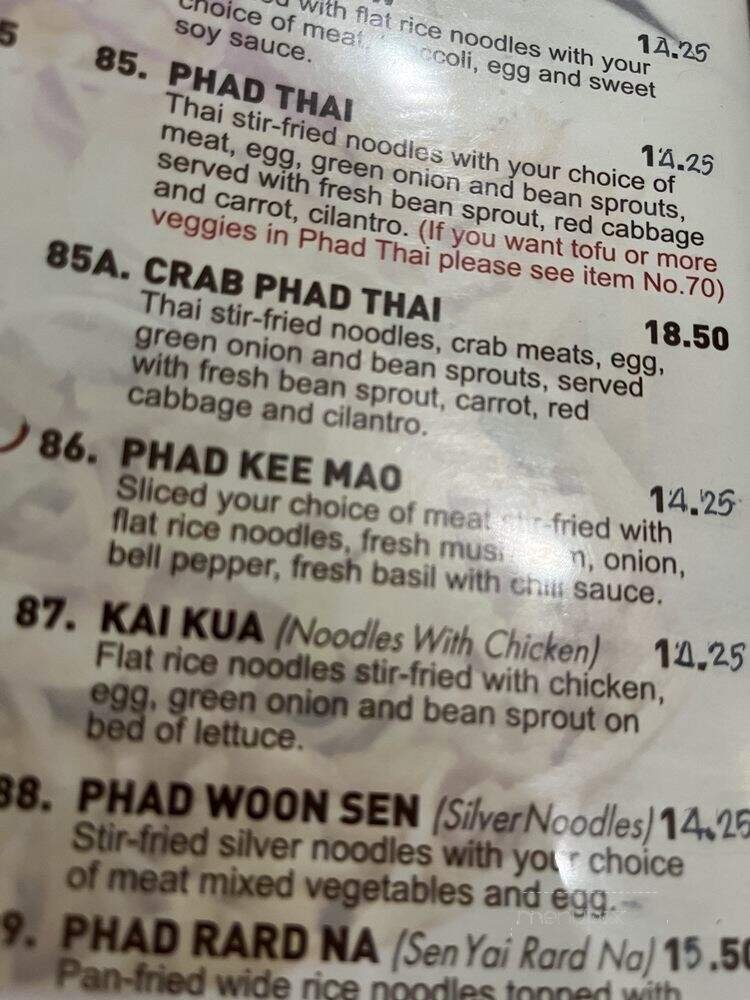 with flat rice noodles with your 14.25
choice of meat, egg and sweet
soy sauce.
5
85. PHAD THAI 14.25
Thai stir-fried noodles with your choice of
meat, egg, green onion and bean sprouts,
served with fresh bean sprout, red cabbage
and carrot, cilantro. (If you want tofu or more
veggies in Phad Thai please see item No.70)
85A. CRAB PHAD THAI 18.50
Thai stir-fried noodles, crab meats, egg,
green onion and bean sprouts, served
with fresh bean sprout, carrot, red
cabbage and cilantro.
86. PHAD KEE MAO 14.25
Sliced your choice of meat stir-fried with
flat rice noodles, fresh onion,
bell pepper, fresh basil with chili sauce.
87. KAI KUA (Noodles With Chicken) 14.25
Flat rice noodles stir-fried with chicken,
egg, green onion and bean sprout on
bed of lettuce.
88. PHAD WOON SEN (Silver Noodles) 14.25
Stir-fried silver noodles with your choice
of meat mixed vegetables and egg.
9. PHAD RARD NA (Sen Yai Rard Na) 15.50
Pan-fried wide rice noodles topped with